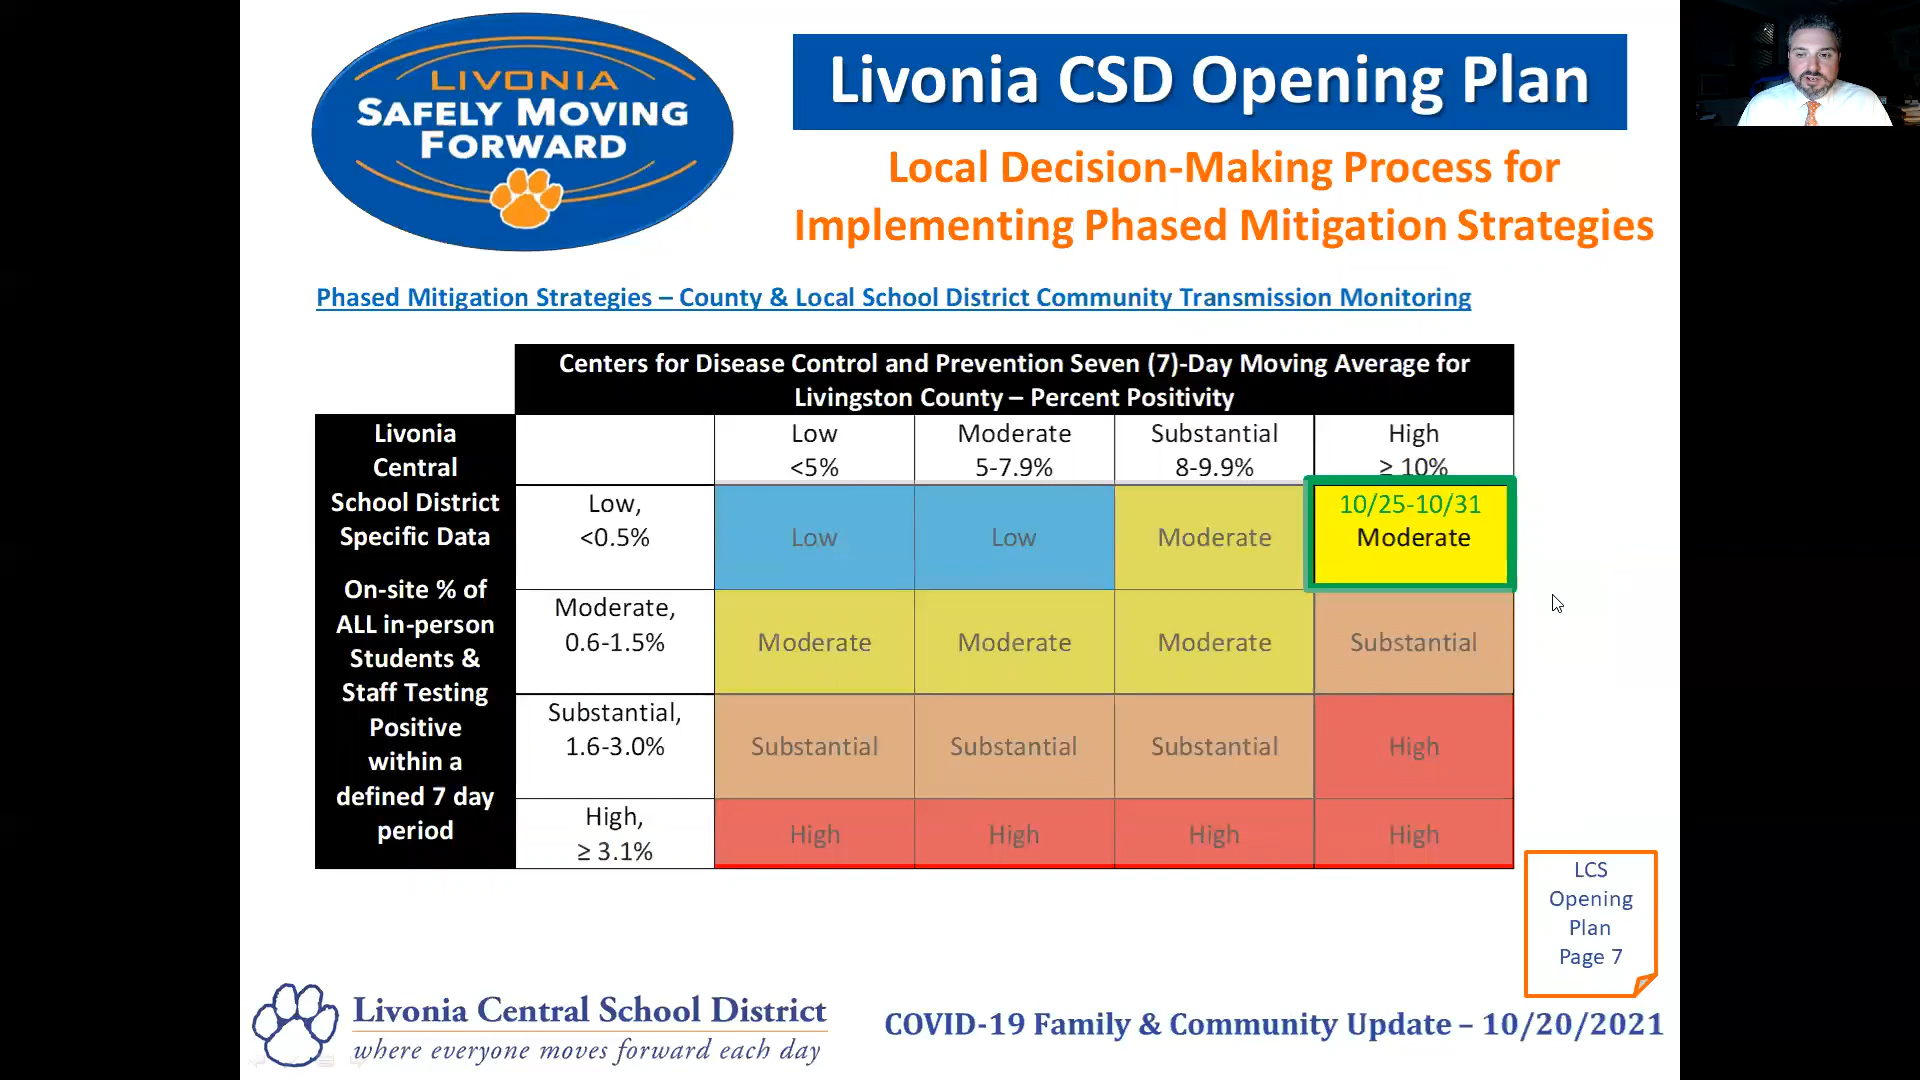 LIVONIA
SAFELY MOVING
FORWARD
Livonia CSD Opening Plan
Local Decision-Making Process for
Implementing Phased Mitigation Strategies
Phased Mitigation Strategies – County & Local School District Community Transmission Monitoring
Centers for Disease Control and Prevention Seven (7)-Day Moving Average for
Livingston County – Percent Positivity
Livonia
Central
School District
Specific Data
On-site % of
ALL in-person
Students &
Staff Testing
Positive
within a
defined 7 day
period
Low
<5%
Moderate
5-7.9%
Substantial
8-9.9%
High
≥ 10%
Low,
<0.5%
Low
Low
Moderate
10/25-10/31
Moderate
Moderate,
0.6-1.5%
Moderate
Moderate
Moderate
Substantial
Substantial,
1.6-3.0%
Substantial
Substantial
Substantial
High
High,
≥ 3.1%
High
High
High
High
LCS
Opening
Plan
Page 7
Livonia Central School District
where everyone moves forward each day
COVID-19 Family & Community Update – 10/20/2021